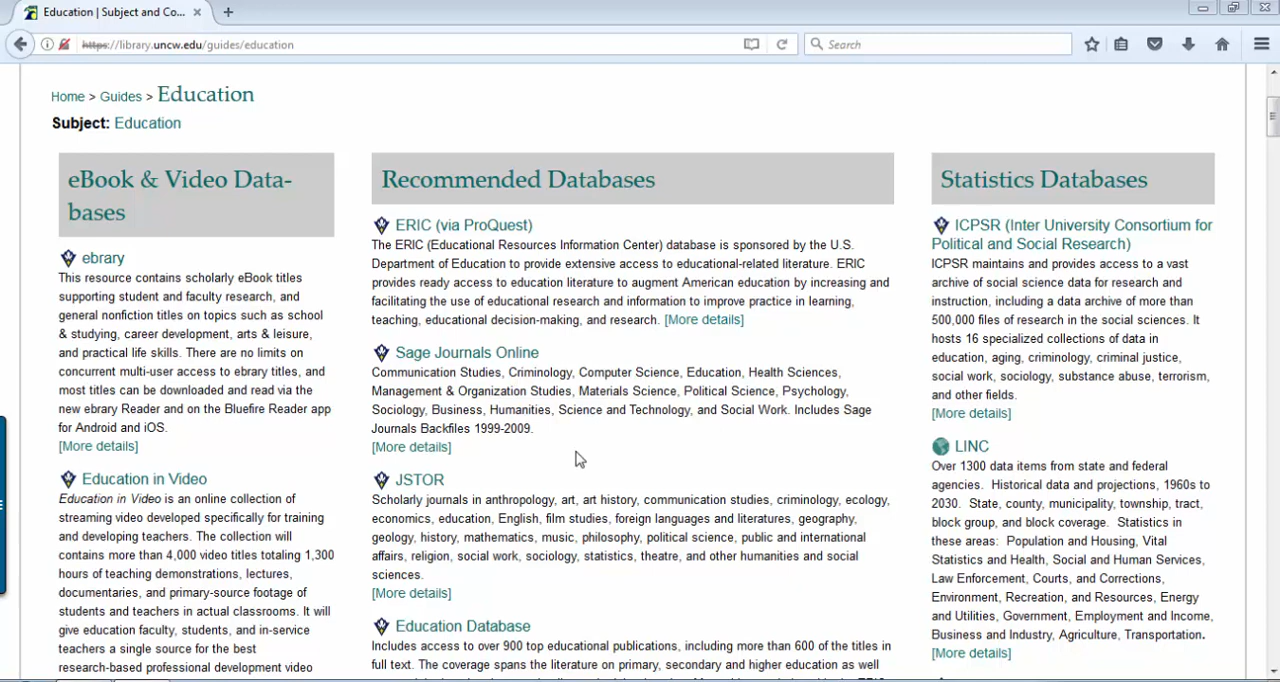 Education | Subject and Co...
https://library.uncw.edu/guides/education
Search
Home > Guides > Education
Subject: Education
eBook & Video Data-
bases
ebrary
This resource contains scholarly eBook titles
supporting student and faculty research, and
general nonfiction titles on topics such as school
& studying, career development, arts & leisure,
and practical life skills. There are no limits on
concurrent multi-user access to ebrary titles, and
most titles can be downloaded and read via the
new ebrary Reader and on the Bluefire Reader app
for Android and iOS.
[More details]
Education in Video
Education in Video is an online collection of
streaming video developed specifically for training
and developing teachers. The collection will
contains more than 4,000 video titles totaling 1,300
hours of teaching demonstrations, lectures,
documentaries, and primary-source footage of
students and teachers in actual classrooms. It will
give education faculty, students, and in-service
teachers a single source for the best
research-based professional development video
Recommended Databases
ERIC (via ProQuest)
The ERIC (Educational Resources Information Center) database is sponsored by the U.S.
Department of Education to provide extensive access to educational-related literature. ERIC
provides ready access to education literature to augment American education by increasing and
facilitating the use of educational research and information to improve practice in learning,
teaching, educational decision-making, and research. [More details]
Sage Journals Online
Communication Studies, Criminology, Computer Science, Education, Health Sciences,
Management & Organization Studies, Materials Science, Political Science, Psychology,
Sociology, Business, Humanities, Science and Technology, and Social Work. Includes Sage
Journals Backfiles 1999-2009.
[More details]
JSTOR
Scholarly journals in anthropology, art, art history, communication studies, criminology, ecology,
economics, education, English, film studies, foreign languages and literatures, geography,
geology, history, mathematics, music, philosophy, political science, public and international
affairs, religion, social work, sociology, statistics, theatre, and other humanities and social
sciences.
[More details]
Education Database
Includes access to over 900 top educational publications, including more than 600 of the titles in
full text. The coverage spans the literature on primary, secondary and higher education as well
Statistics Databases
ICPSR (Inter University Consortium for
Political and Social Research)
ICPSR maintains and provides access to a vast
archive of social science data for research and
instruction, including a data archive of more than
500,000 files of research in the social sciences. It
hosts 16 specialized collections of data in
education, aging, criminology, criminal justice,
social work, sociology, substance abuse, terrorism,
and other fields.
[More details]
LINC
Over 1300 data items from state and federal
agencies. Historical data and projections, 1960s to
2030. State, county, municipality, township, tract,
block group, and block coverage. Statistics in
these areas: Population and Housing, Vital
Statistics and Health, Social and Human Services,
Law Enforcement, Courts, and Corrections,
Environment, Recreation, and Resources, Energy
and Utilities, Government, Employment and Income,
Business and Industry, Agriculture, Transportation.
[More details]